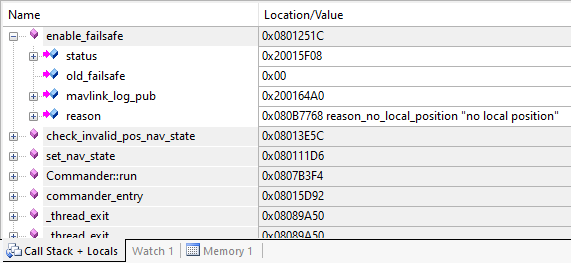 Name Location/Value
enable_failsafe 0x0801251C
status 0x20015F08
old_failsafe 0x00
mavlink_log_pub 0x200164A0
reason 0x080B7768 reason_no_local_position "no local position"
check_invalid_pos_nav_state 0x08013E5C
set_nav_state 0x080111D6
Commander::run 0x0807B3F4
commander_entry 0x08015D92
_thread_exit 0x08089A50
_thread_exit 0x08089A50
Call Stack + Locals Watch 1 Memory 1